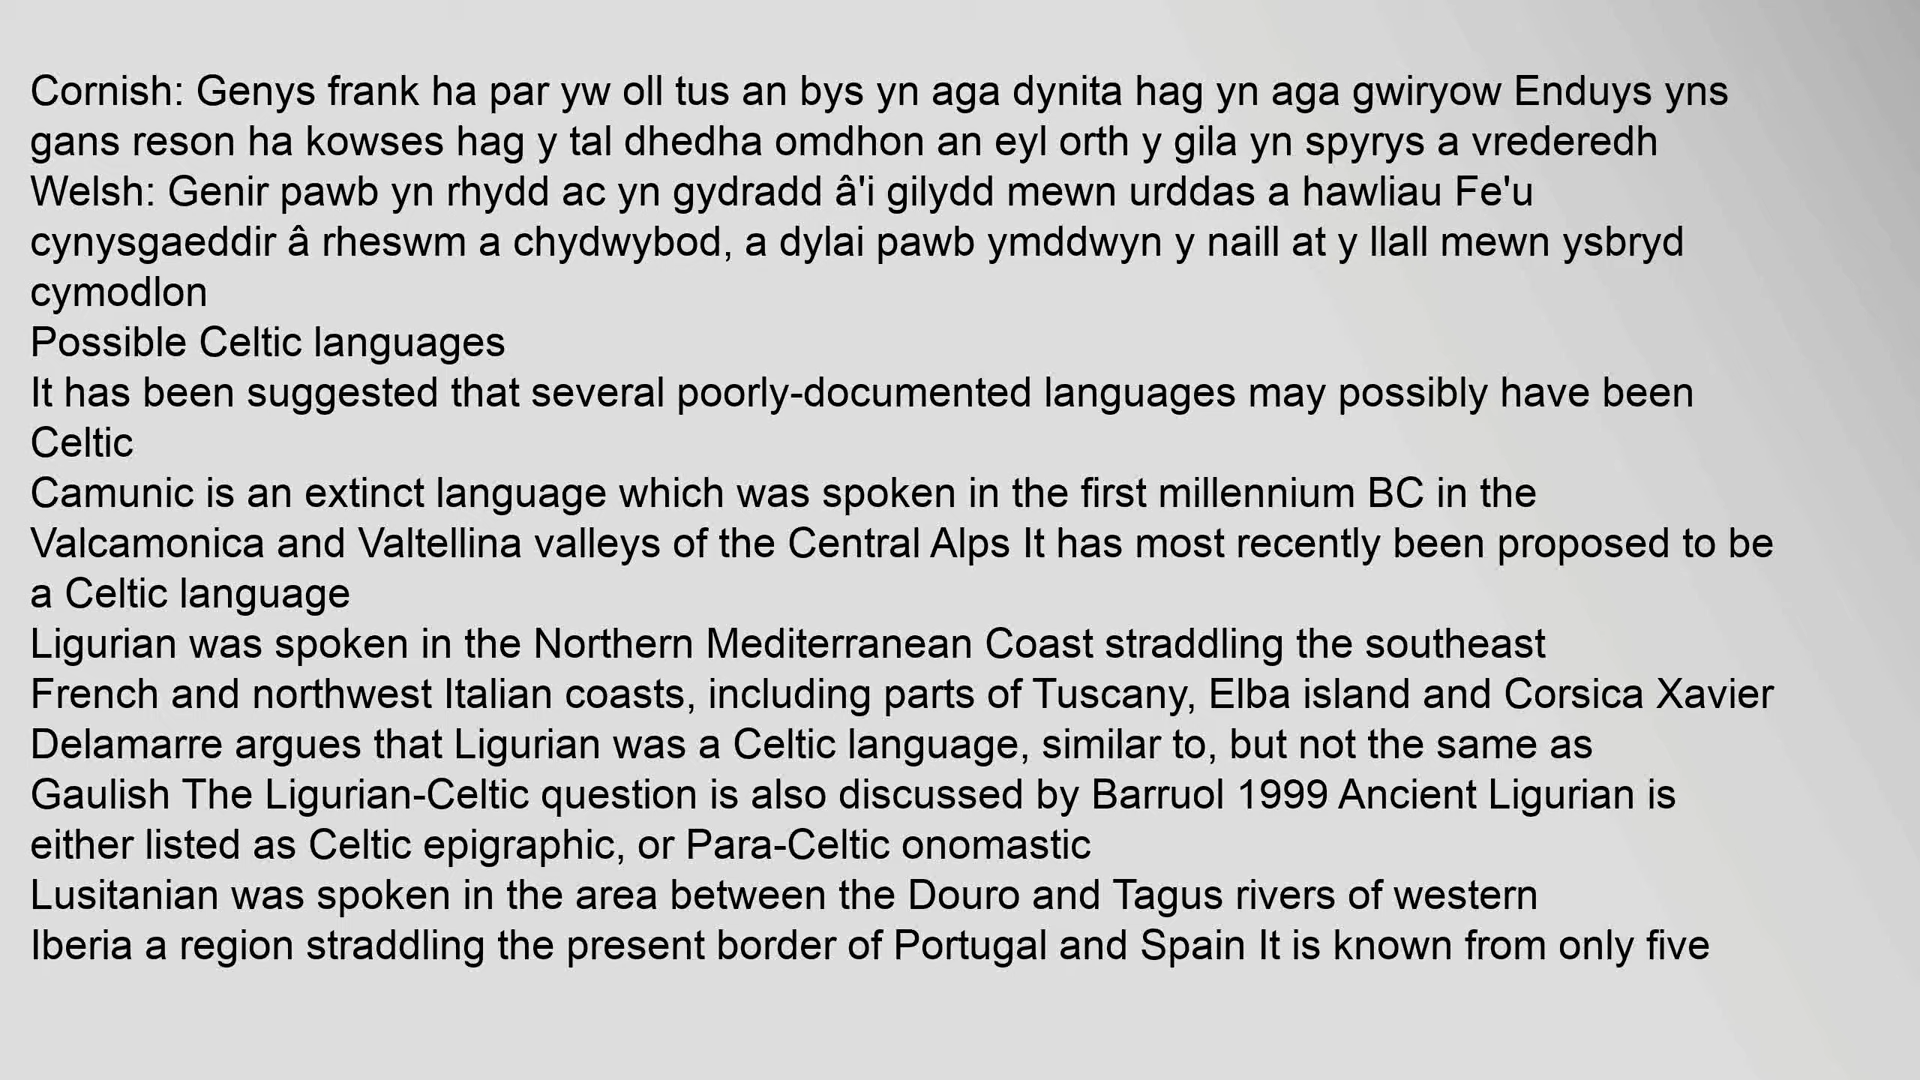 Cornish: Genys frank ha par yw oll tus an bys yn aga dynita hag yn aga gwiryow Enduys yns
gans reson ha kowses hag y tal dhedha omdhon an eyl orth y gila yn spyrys a vrederedh
Welsh: Genir pawb yn rhydd ac yn gydradd â'i gilydd mewn urddas a hawliau Fe'u
cynysgaeddir â rheswm a chydwybod, a dylai pawb ymddwyn y naill at y llall mewn ysbryd
cymodlon
Possible Celtic languages
It has been suggested that several poorly-documented languages may possibly have been
Celtic
Camunic is an extinct language which was spoken in the first millennium BC in the
Valcamonica and Valtellina valleys of the Central Alps It has most recently been proposed to be
a Celtic language
Ligurian was spoken in the Northern Mediterranean Coast straddling the southeast
French and northwest Italian coasts, including parts of Tuscany, Elba island and Corsica Xavier
Delamarre argues that Ligurian was a Celtic language, similar to, but not the same as
Gaulish The Ligurian-Celtic question is also discussed by Barruol 1999 Ancient Ligurian is
either listed as Celtic epigraphic, or Para-Celtic onomastic
Lusitanian was spoken in the area between the Douro and Tagus rivers of western
Iberia a region straddling the present border of Portugal and Spain It is known from only five